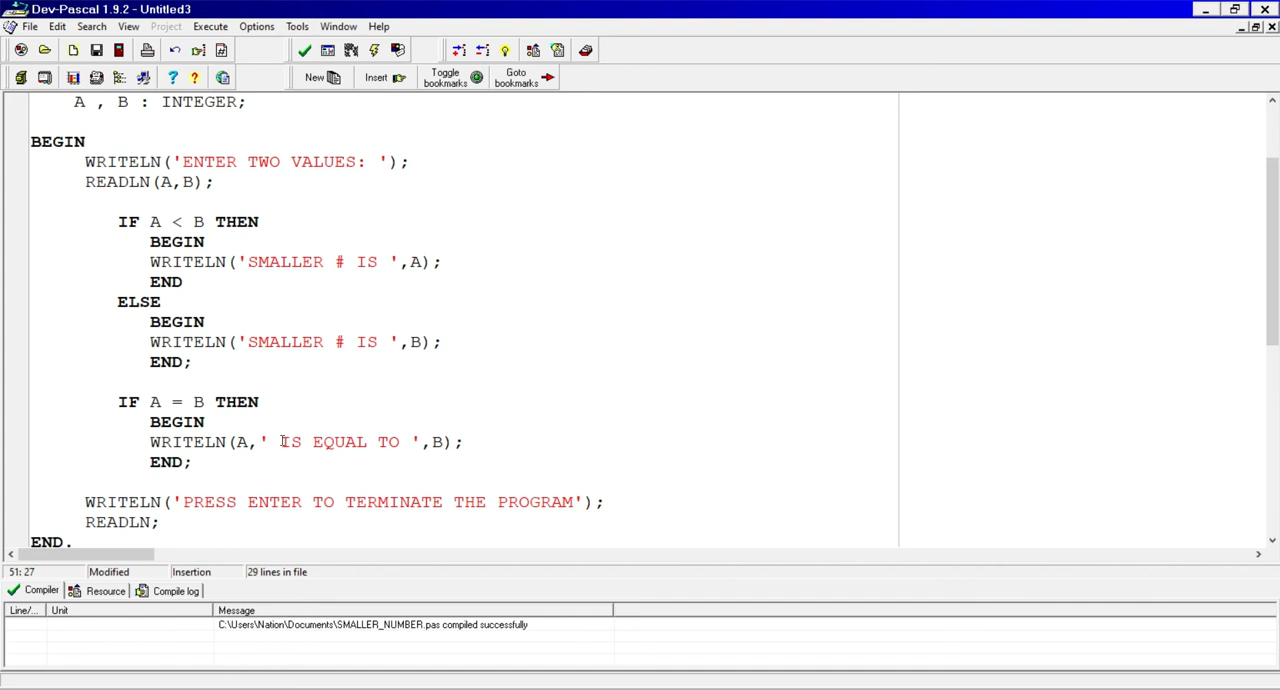 Dev-Pascal 1.9.2 - Untitled3
File Edit Search View Project Execute Options Tools Window Help
New Insert Toggle bookmarks Goto bookmarks
A , B : INTEGER;
BEGIN
WRITELN('ENTER TWO VALUES: ');
READLN(A,B);
IF A < B THEN
BEGIN
WRITELN('SMALLER # IS ',A);
END
ELSE
BEGIN
WRITELN('SMALLER # IS ',B);
END;
IF A = B THEN
BEGIN
WRITELN(A,' IS EQUAL TO ',B);
END;
WRITELN('PRESS ENTER TO TERMINATE THE PROGRAM');
READLN;
END.
51: 27 Modified Insertion 29 lines in file
Compiler Resource Compile log
Line/... Unit Message
C:\Users\Nation\Documents\SMALLER_NUMBER.pas compiled successfully